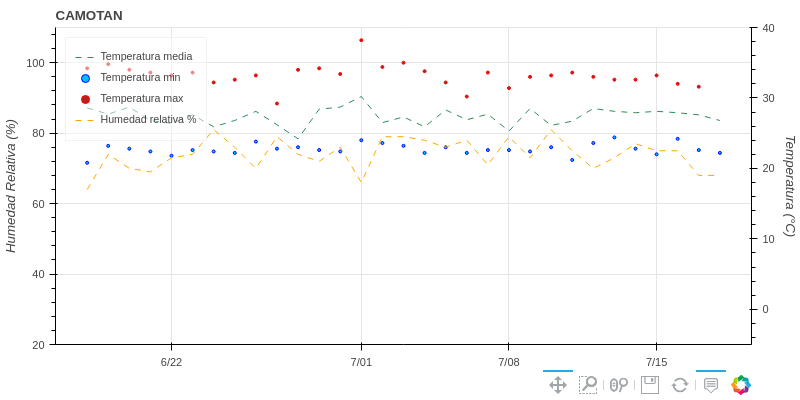 CAMOTAN
Temperatura media
Temperatura min
Temperatura max
Humedad relativa %
Humedad Relativa (%)
100
80
60
40
20
40
30
20
10
0
Temperatura (°C)
6/22
7/01
7/08
7/15